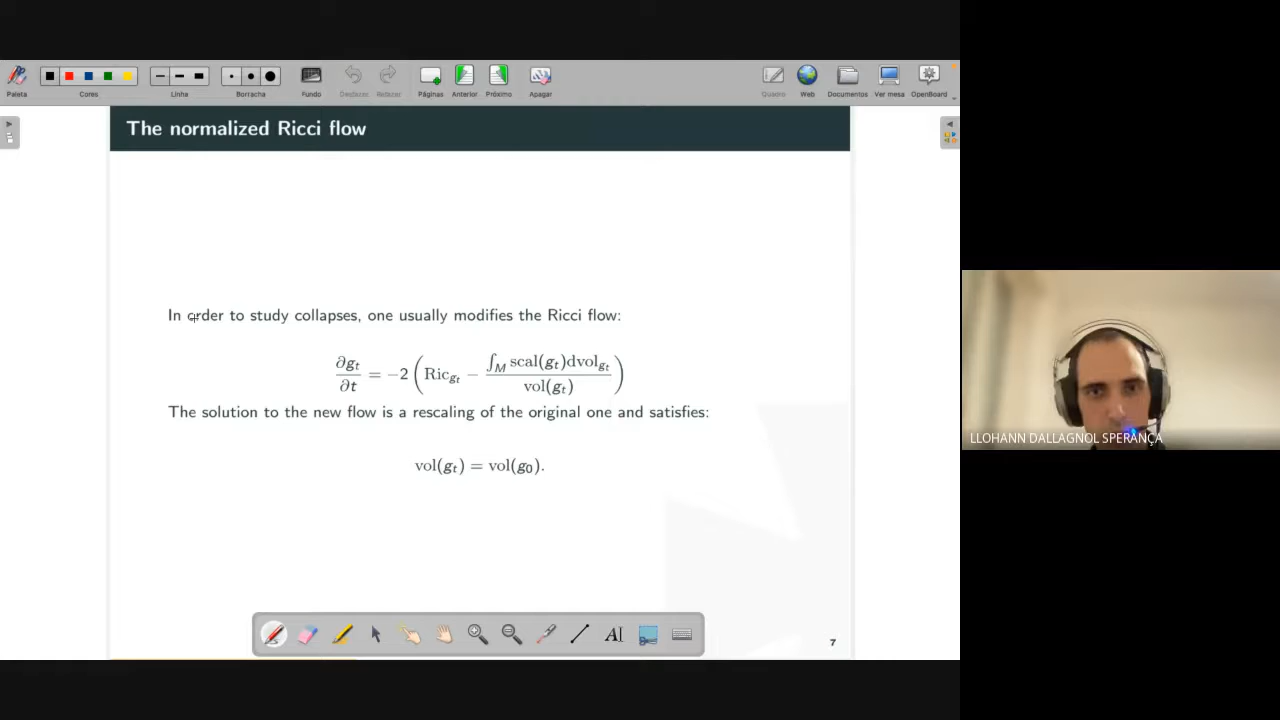 Paleta
Cores
Linha
Borracha
Fundo
Desfazer
Refazer
Páginas
Anterior
Próximo
Apagar
Quadro
Web
Documentos
Ver mesa
OpenBoard
The normalized Ricci flow
In order to study collapses, one usually modifies the Ricci flow:
∂g_t/∂t = −2 ( Ric_{g_t} − ∫_M scal(g_t)dvol_{g_t} / vol(g_t) )
The solution to the new flow is a rescaling of the original one and satisfies:
vol(g_t) = vol(g_0).
AI
7
LLOHANN DALLAGNOL SPERANÇA